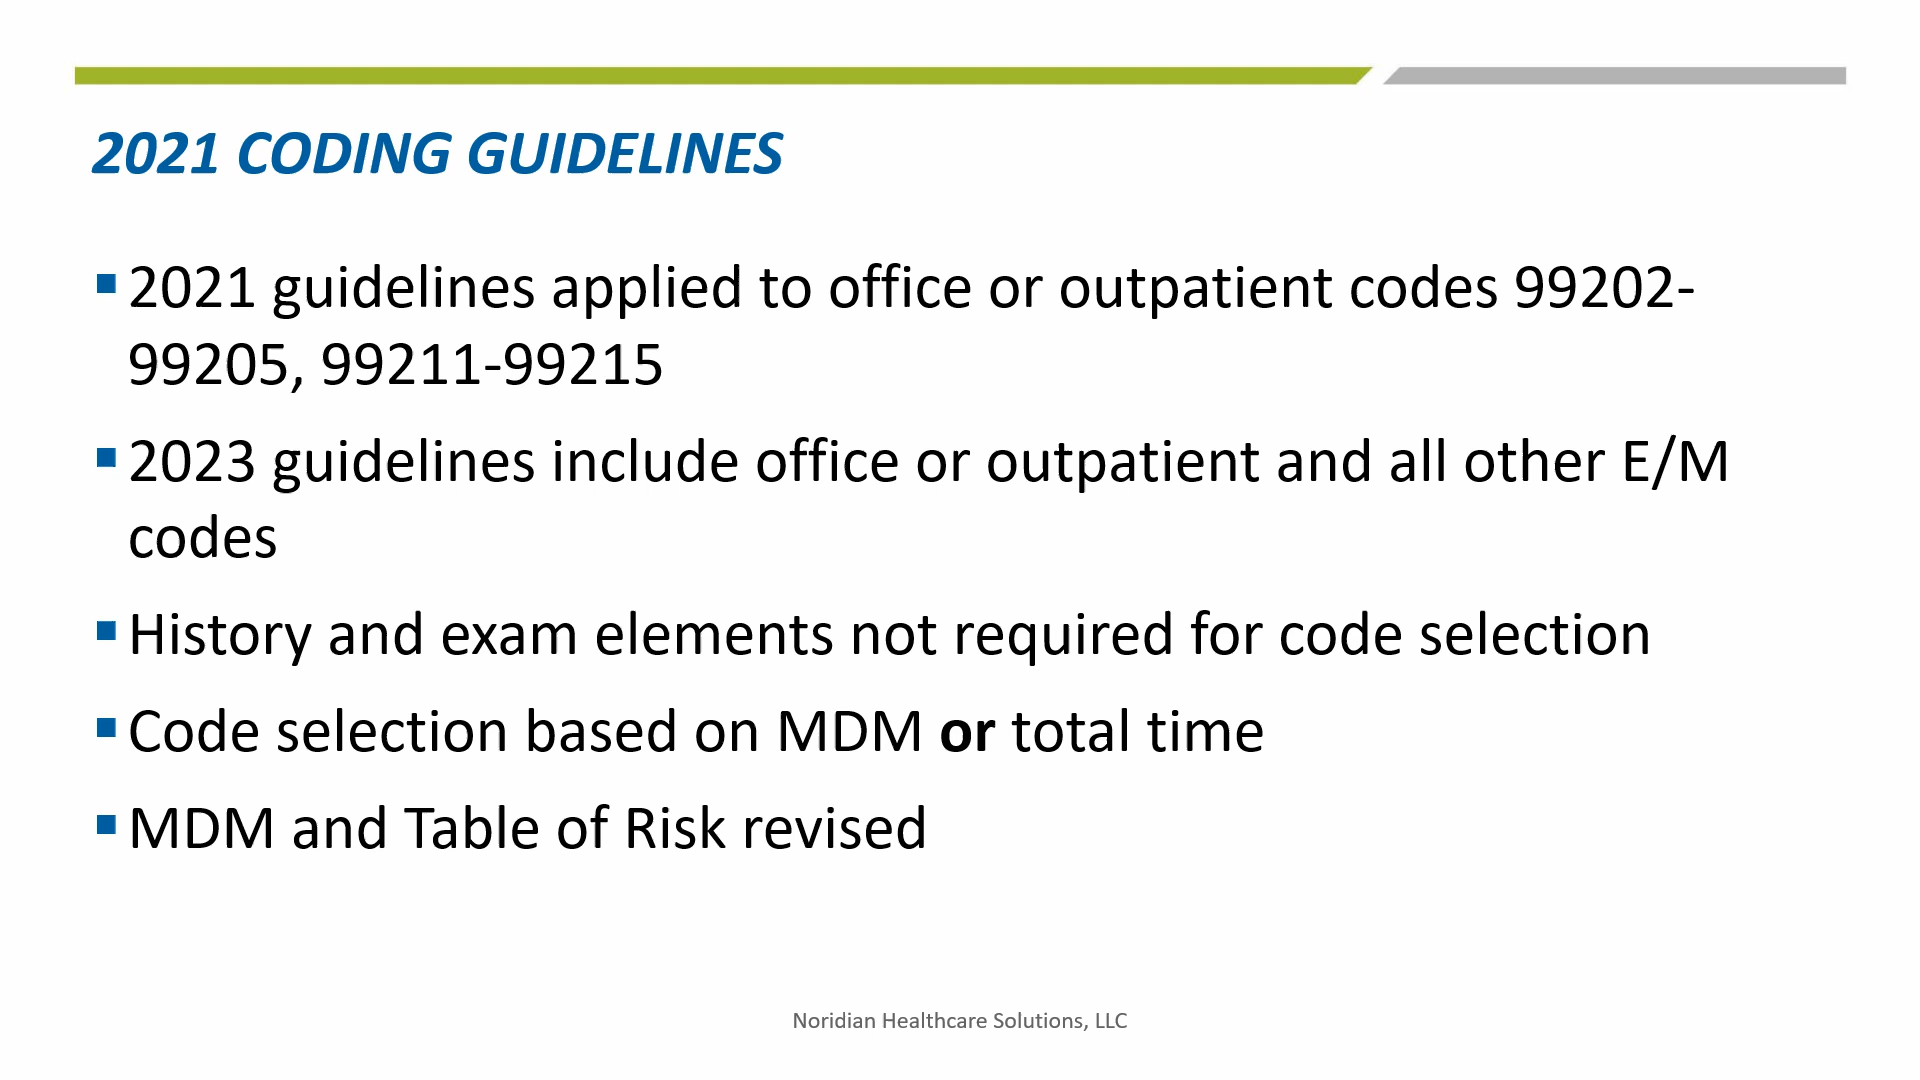 2021 CODING GUIDELINES
2021 guidelines applied to office or outpatient codes 99202-
99205, 99211-99215
2023 guidelines include office or outpatient and all other E/M
codes
History and exam elements not required for code selection
Code selection based on MDM or total time
MDM and Table of Risk revised
Noridian Healthcare Solutions, LLC